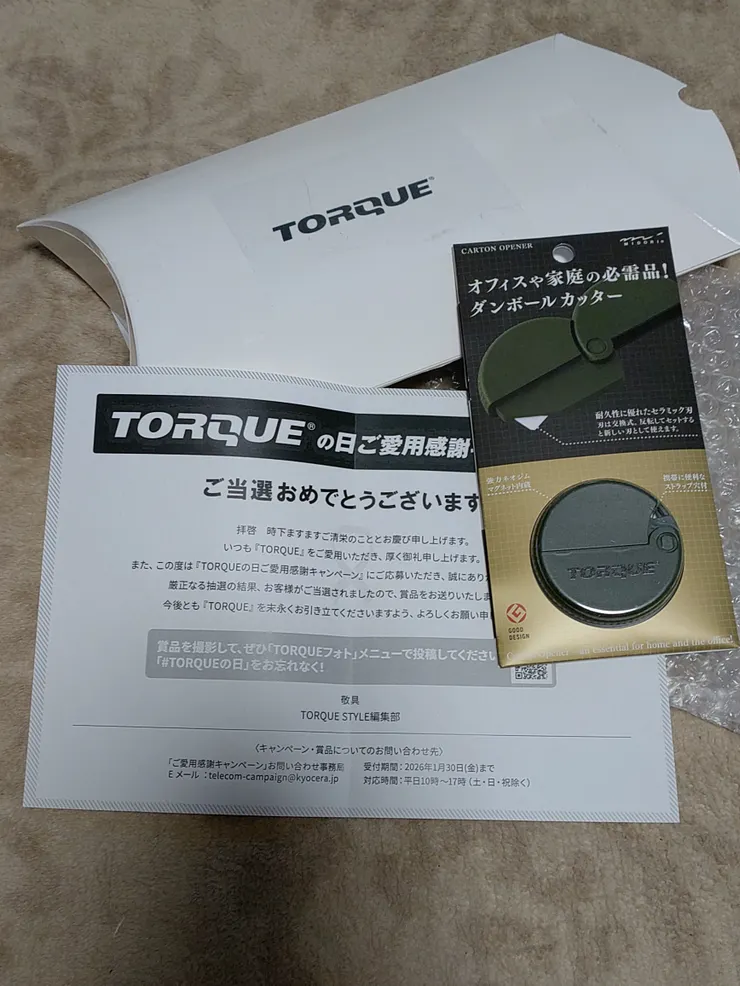 TORQUE®
CARTON OPENER
MIDORI
オフィスや家庭の必需品!
ダンボールカッター
耐久性に優れたセラミック刃
刃は交換式。反転してセットする
と新しい刃として使えます。
強力ネオジム
マグネット内蔵
携帯に便利な
ストラップ穴付
TORQUE
GOOD
DESIGN
Opener an essential for home and the office!
TORQUE®の日ご愛用感謝
ご当選おめでとうございます
拝啓 時下ますますご清栄のこととお慶び申し上げます。
いつも『TORQUE』をご愛用いただき、厚く御礼申し上げます。
また、この度は『TORQUEの日ご愛用感謝キャンペーン』にご応募いただき、誠にあり
厳正なる抽選の結果、お客様がご当選されましたので、賞品をお送りいたしま
今後とも『TORQUE』を末永くお引き立てくださいますよう、よろしくお願い申
賞品を撮影して、ぜひ「TORQUEフォト」メニューで投稿してくださ
「#TORQUEの日」をお忘れなく!
敬具
TORQUE STYLE編集部
〈キャンペーン・賞品についてのお問い合わせ先〉
「ご愛用感謝キャンペーン」お問い合わせ事務局 受付期間:2026年1月30日(金)まで
Eメール:telecom-campaign@kyocera.jp 対応時間:平日10時~17時(土・日・祝除く)